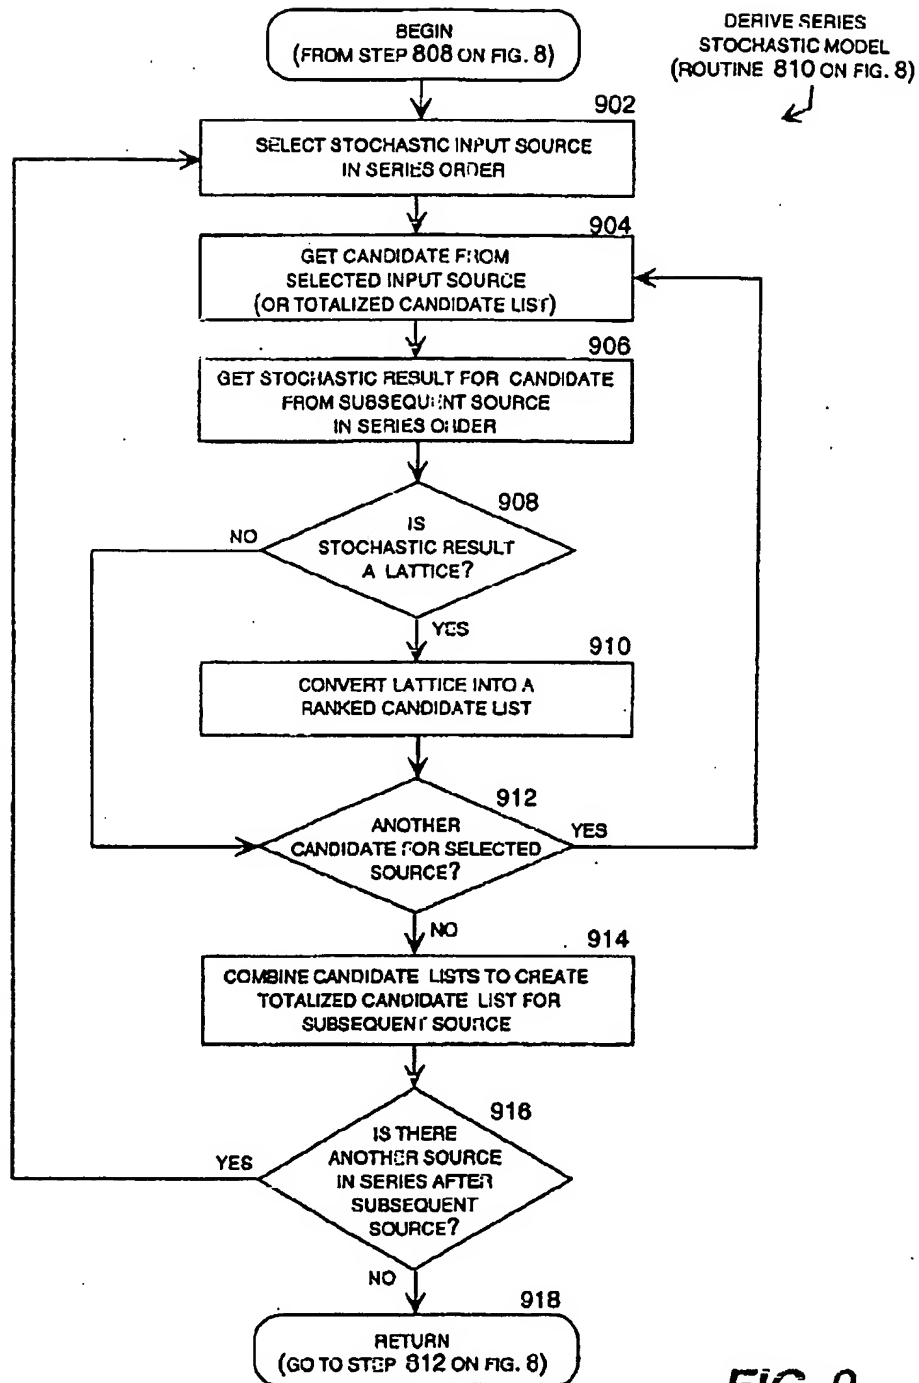 BEGIN
(FROM STEP 808 ON FIG. 8)
DERIVE SERIES
STOCHASTIC MODEL
(ROUTINE 810 ON FIG. 8)
902
SELECT STOCHASTIC INPUT SOURCE
IN SERIES ORDER
904
GET CANDIDATE FROM
SELECTED INPUT SOURCE
(OR TOTALIZED CANDIDATE LIST)
906
GET STOCHASTIC RESULT FOR CANDIDATE
FROM SUBSEQUENT SOURCE
IN SERIES ORDER
908
NO
IS
STOCHASTIC RESULT
A LATTICE?
YES
910
CONVERT LATTICE INTO A
RANKED CANDIDATE LIST
912
ANOTHER
CANDIDATE FOR SELECTED
SOURCE?
YES
NO
914
COMBINE CANDIDATE LISTS TO CREATE
TOTALIZED CANDIDATE LIST FOR
SUBSEQUENT SOURCE
916
YES
IS THERE
ANOTHER SOURCE
IN SERIES AFTER
SUBSEQUENT
SOURCE?
NO
918
RETURN
(GO TO STEP 812 ON FIG. 8)
FIG. 9